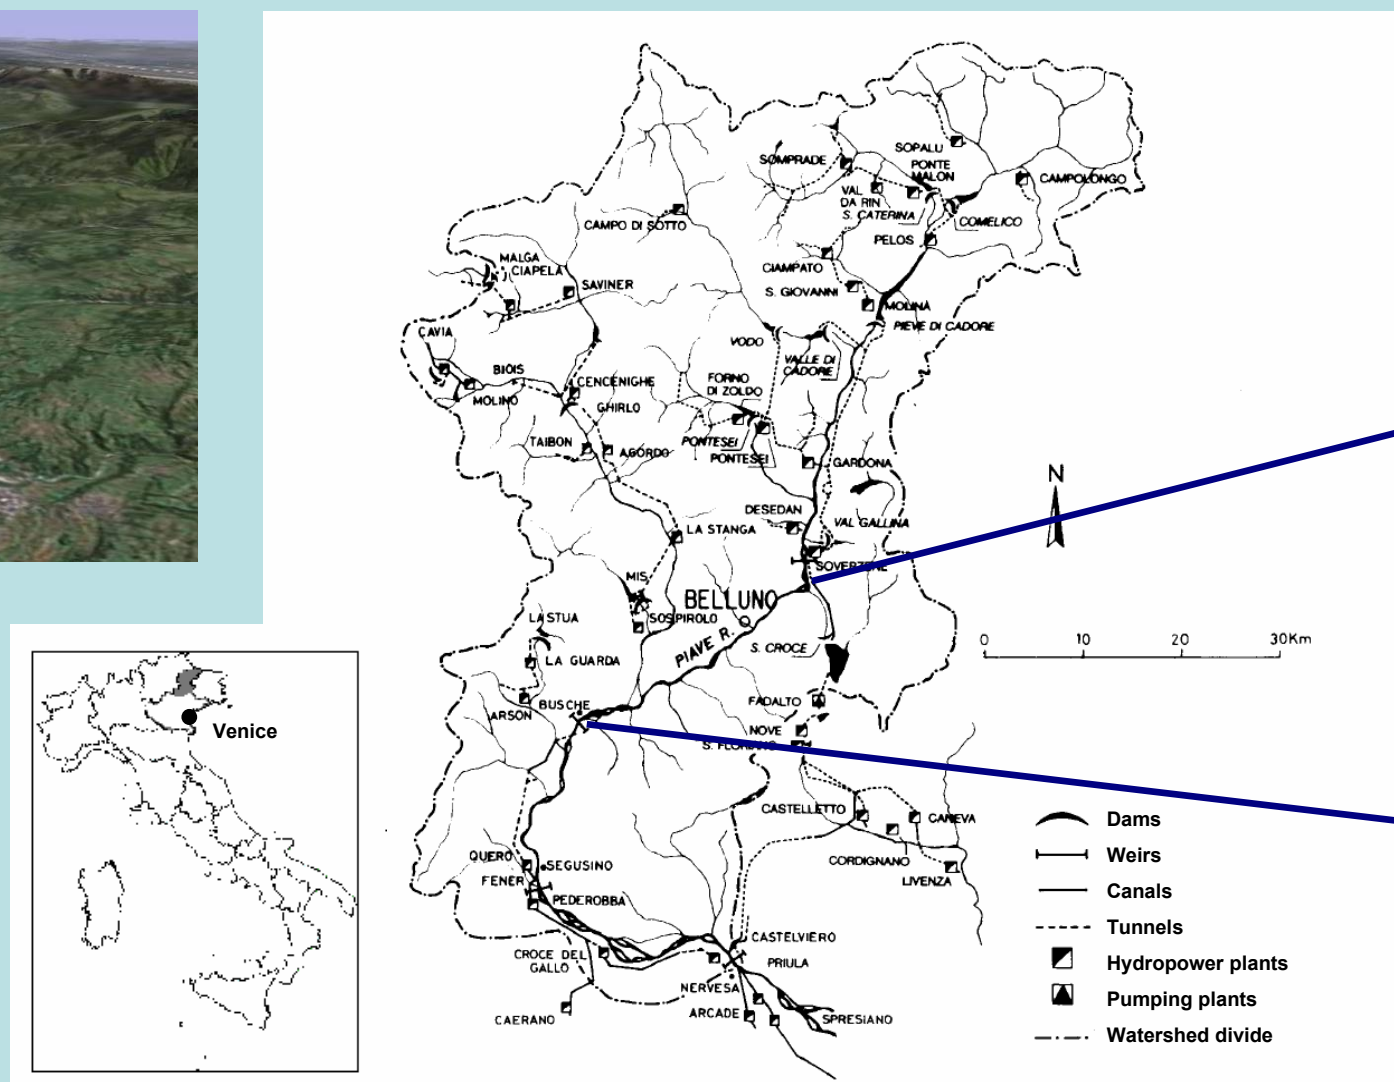 SOPALU
SOMPRADE
PONTE
MALON
CAMPOLONGO
VAL
DA RIN
S. CATERINA
COMELICO
CAMPO DI SOTTO
PELOS
MALGA
CIAPELA
CIAMPATO
SAVINER
S. GIOVANNI
MOLINÀ
PIEVE DI CADORE
CAVIA
VODO
VALLE DI
CADORE
BIOIS
CENCENIGHE
FORNO
DI ZOLDO
MOLINO
GHIRLO
TAIBON
AGORDO
PONTESEI
PONTESEI
GARDONA
N
DESEDAN
VAL GALLINA
LA STANGA
SOVERZENE
MIS
BELLUNO
LA STUA
SOSPIROLO
PIAVE R.
S. CROCE
0 10 20 30Km
LA GUARDA
BUSCHE
ARSON
FADALTO
NOVE
S. FLORIANO
Venice
CASTELLETTO
CANEVA
CORDIGNANO
LIVENZA
QUERO
SEGUSINO
FENER
PEDEROBBA
CASTELVIERO
CROCE DEL
GALLO
PRIULA
NERVESA
CAERANO
ARCADE
SPRESIANO
Dams
Weirs
Canals
Tunnels
Hydropower plants
Pumping plants
Watershed divide